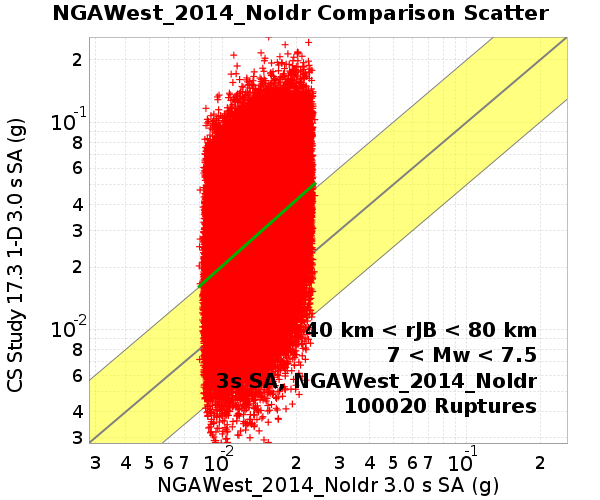 NGAWest_2014_NoIdr Comparison Scatter
CS Study 17.3 1-D 3.0 s SA (g)
2
10-1
8
6
4
3
2
10-2
8
6
4
3
40 km < rJB < 80 km
7 < Mw < 7.5
3s SA, NGAWest_2014_NoIdr
100020 Ruptures
3 4 5 6 7 10-2 2 3 4 5 6 7 10-1 2
NGAWest_2014_NoIdr 3.0 s SA (g)